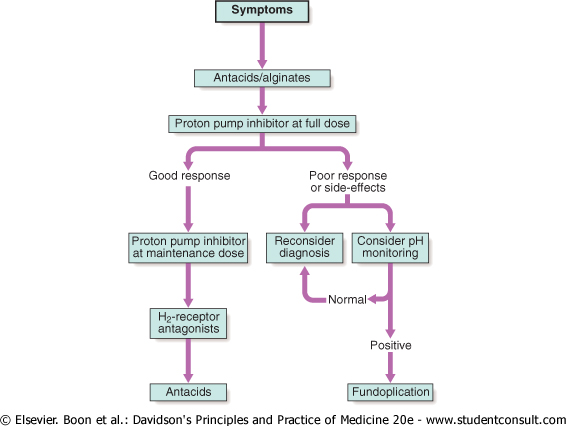 Symptoms
Antacids/alginates
Proton pump inhibitor at full dose
Good response
Poor response
or side-effects
Proton pump inhibitor
at maintenance dose
Reconsider
diagnosis
Consider pH
monitoring
Normal
H₂-receptor
antagonists
Positive
Antacids
Fundoplication
© Elsevier. Boon et al.: Davidson's Principles and Practice of Medicine 20e - www.studentconsult.com